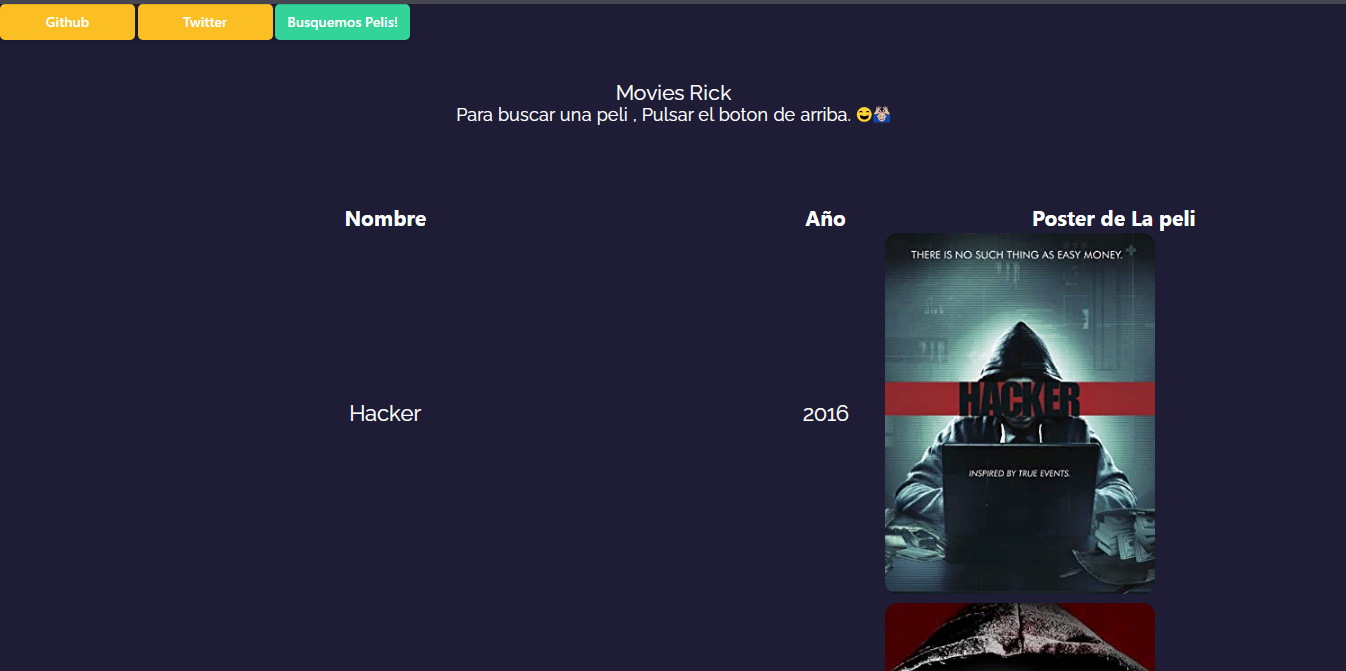 Github Twitter Busquemos Pelis!
Movies Rick
Para buscar una peli , Pulsar el boton de arriba. 😄🤷🏻‍♂️
Nombre Año Poster de La peli
THERE IS NO SUCH THING AS EASY MONEY.
HACKER
Hacker 2016
INSPIRED BY TRUE EVENTS.